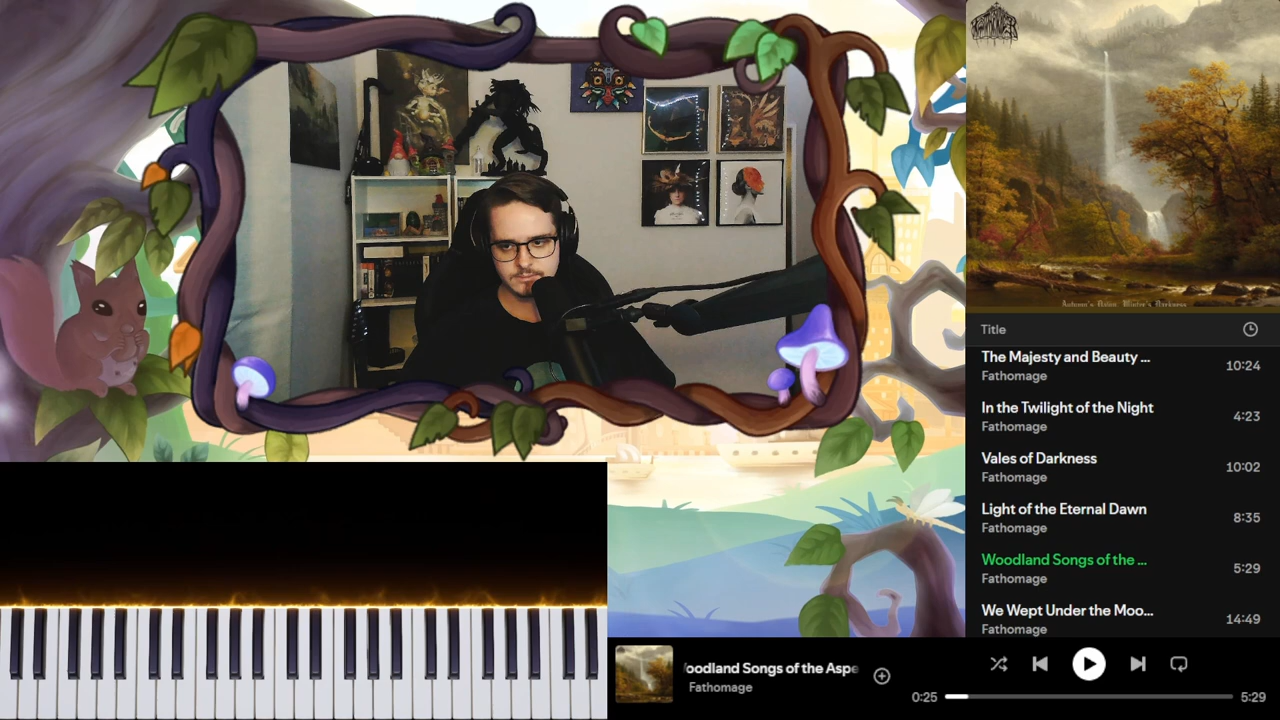 Autumn's Dawn, Winter's Darkness
Title
The Majesty and Beauty ...
Fathomage
10:24
In the Twilight of the Night
Fathomage
4:23
Vales of Darkness
Fathomage
10:02
Light of the Eternal Dawn
Fathomage
8:35
Woodland Songs of the ...
Fathomage
5:29
We Wept Under the Moo...
Fathomage
14:49
oodland Songs of the Aspe
Fathomage
0:25
5:29